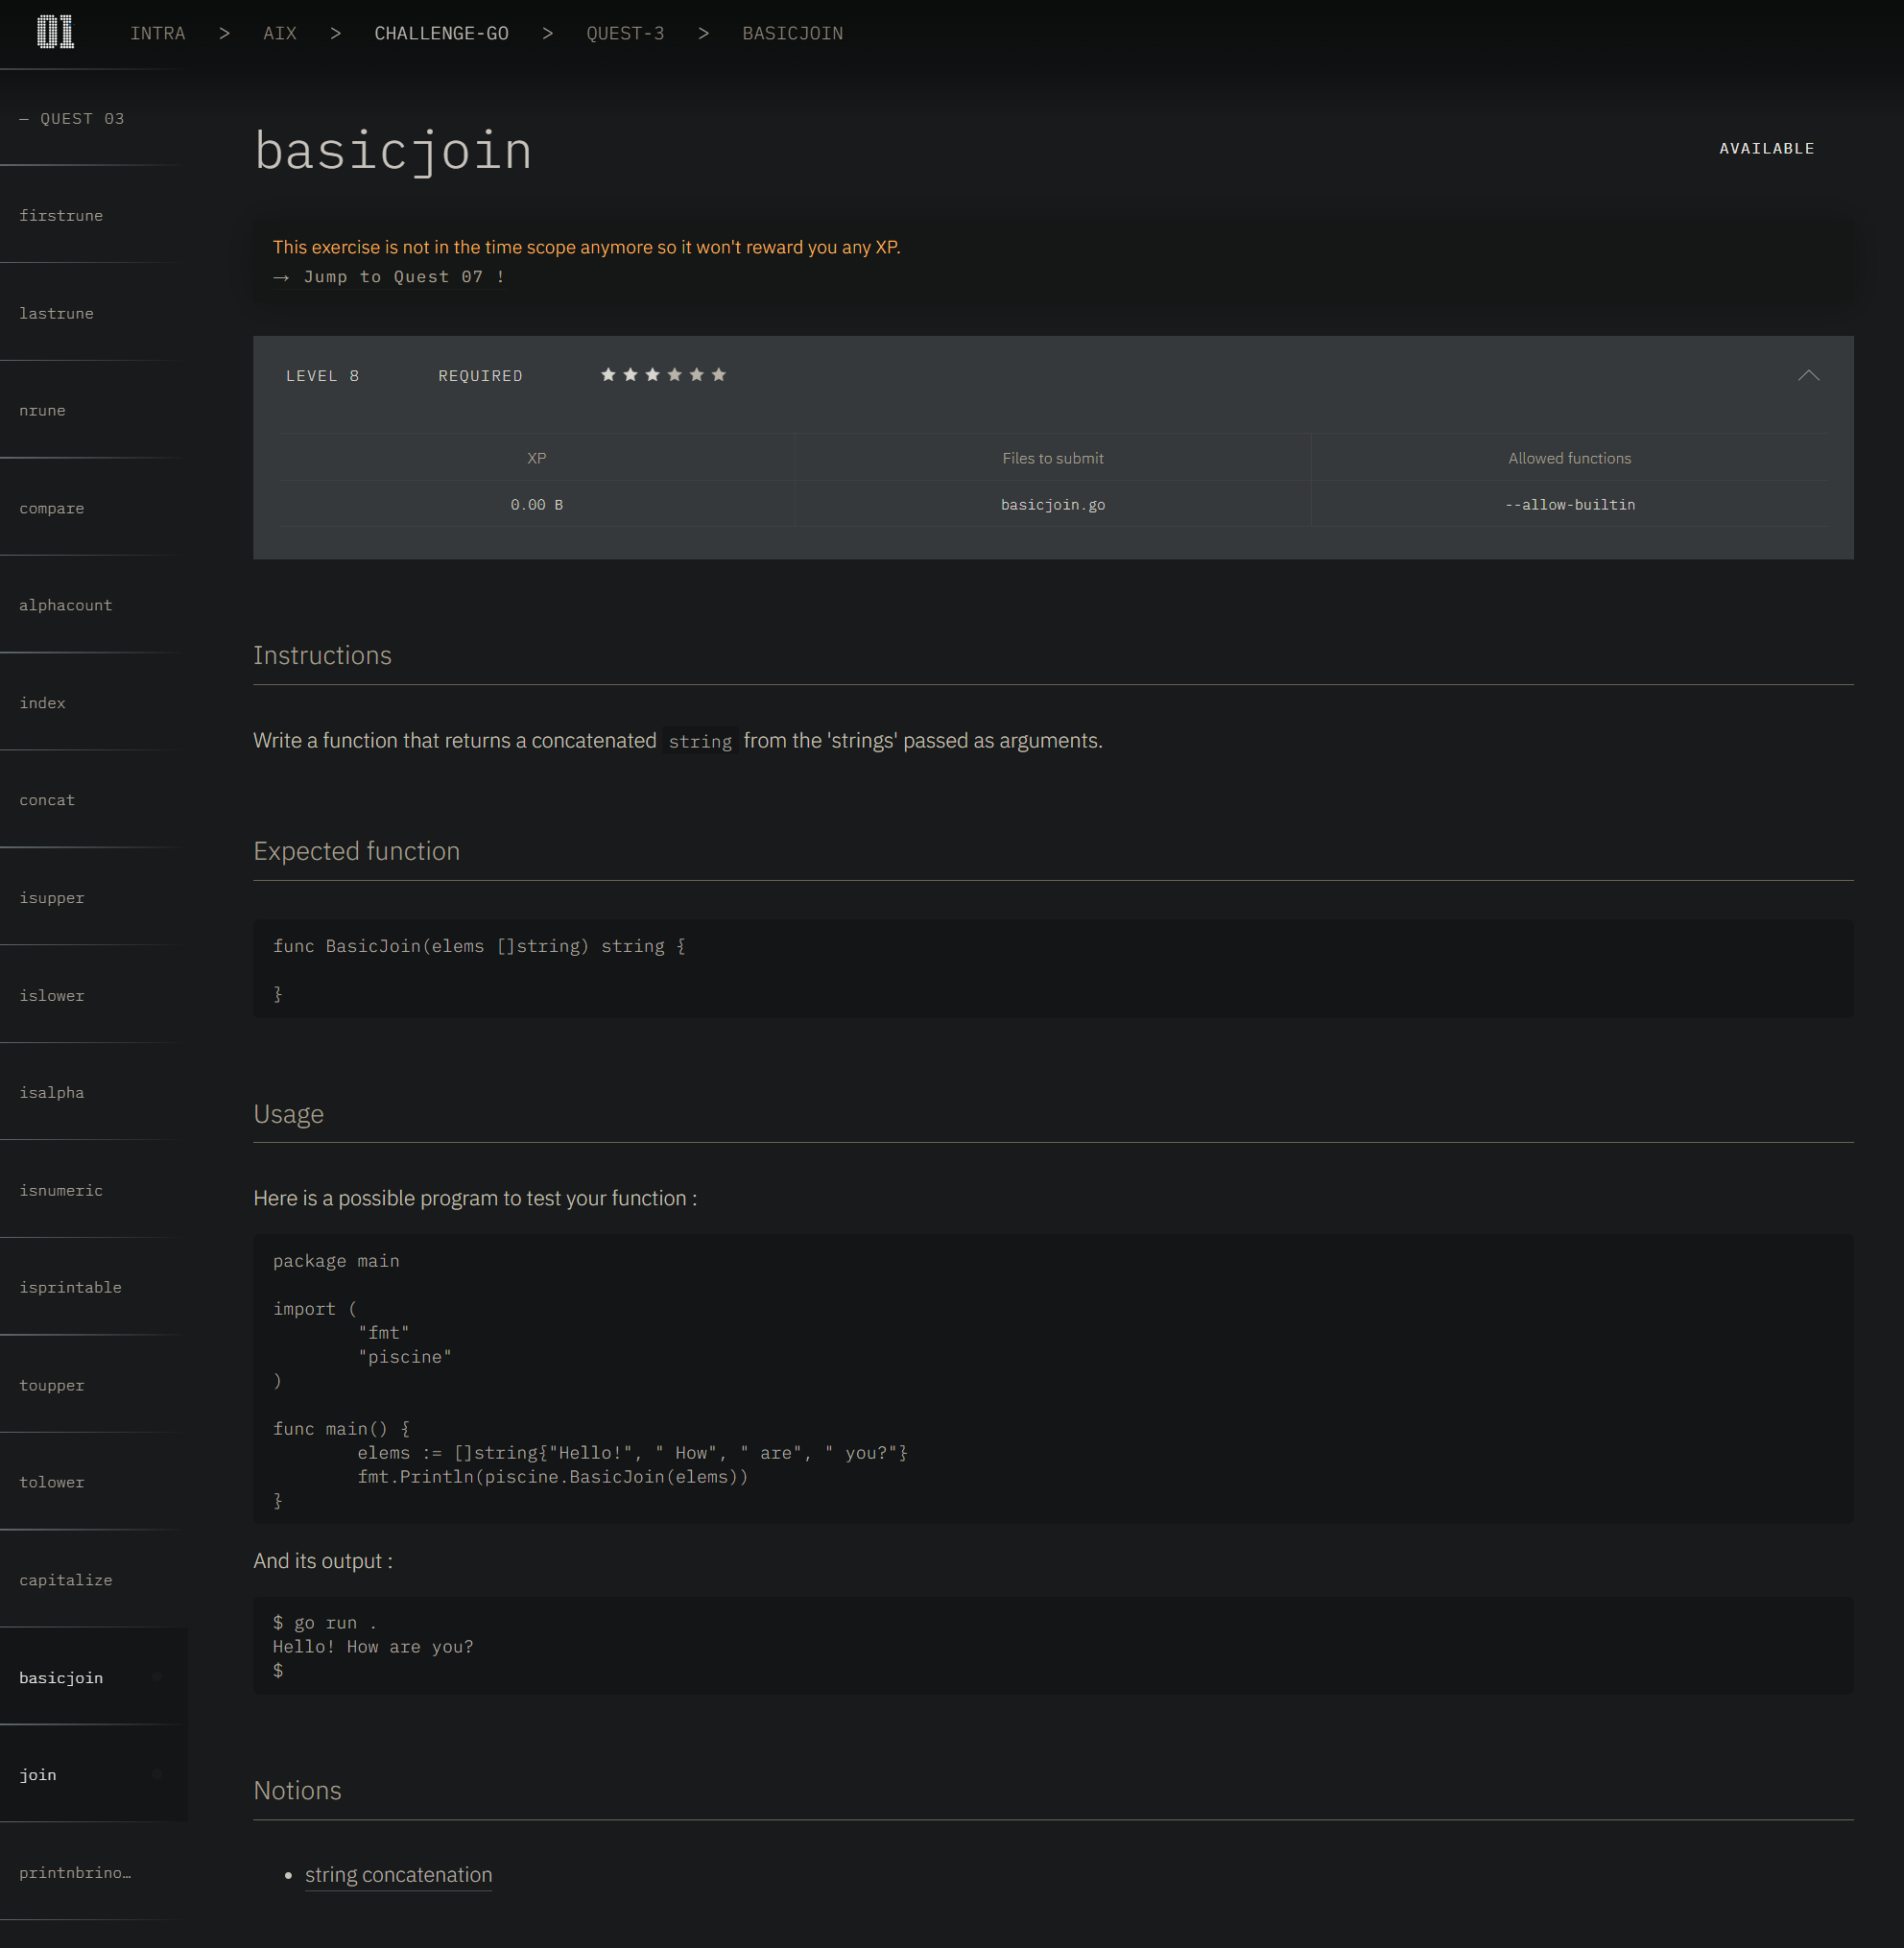 01 INTRA > AIX > CHALLENGE-GO > QUEST-3 > BASICJOIN
— QUEST 03
firstrune
lastrune
nrune
compare
alphacount
index
concat
isupper
islower
isalpha
isnumeric
isprintable
toupper
tolower
capitalize
basicjoin
join
printnbrino…
basicjoin
AVAILABLE
This exercise is not in the time scope anymore so it won't reward you any XP.
→ Jump to Quest 07 !
LEVEL 8 REQUIRED ★★★★★★
XP Files to submit Allowed functions
0.00 B basicjoin.go --allow-builtin
Instructions
Write a function that returns a concatenated string from the 'strings' passed as arguments.
Expected function
func BasicJoin(elems []string) string {

}
Usage
Here is a possible program to test your function :
package main

import (
        "fmt"
        "piscine"
)

func main() {
        elems := []string{"Hello!", " How", " are", " you?"}
        fmt.Println(piscine.BasicJoin(elems))
}
And its output :
$ go run .
Hello! How are you?
$
Notions
• string concatenation